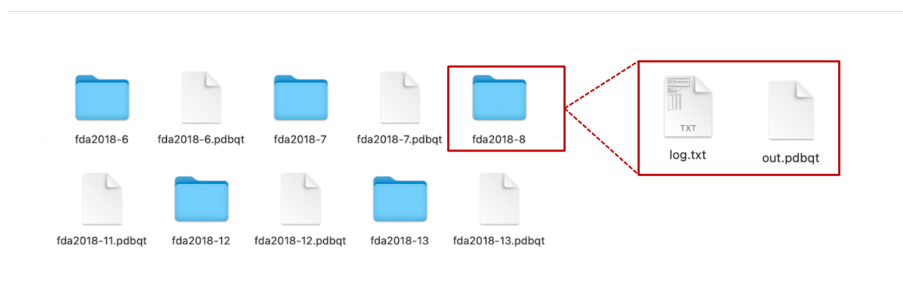 fda2018-6
fda2018-6.pdbqt
fda2018-7
fda2018-7.pdbqt
fda2018-8
TXT
log.txt
out.pdbqt
fda2018-11.pdbqt
fda2018-12
fda2018-12.pdbqt
fda2018-13
fda2018-13.pdbqt